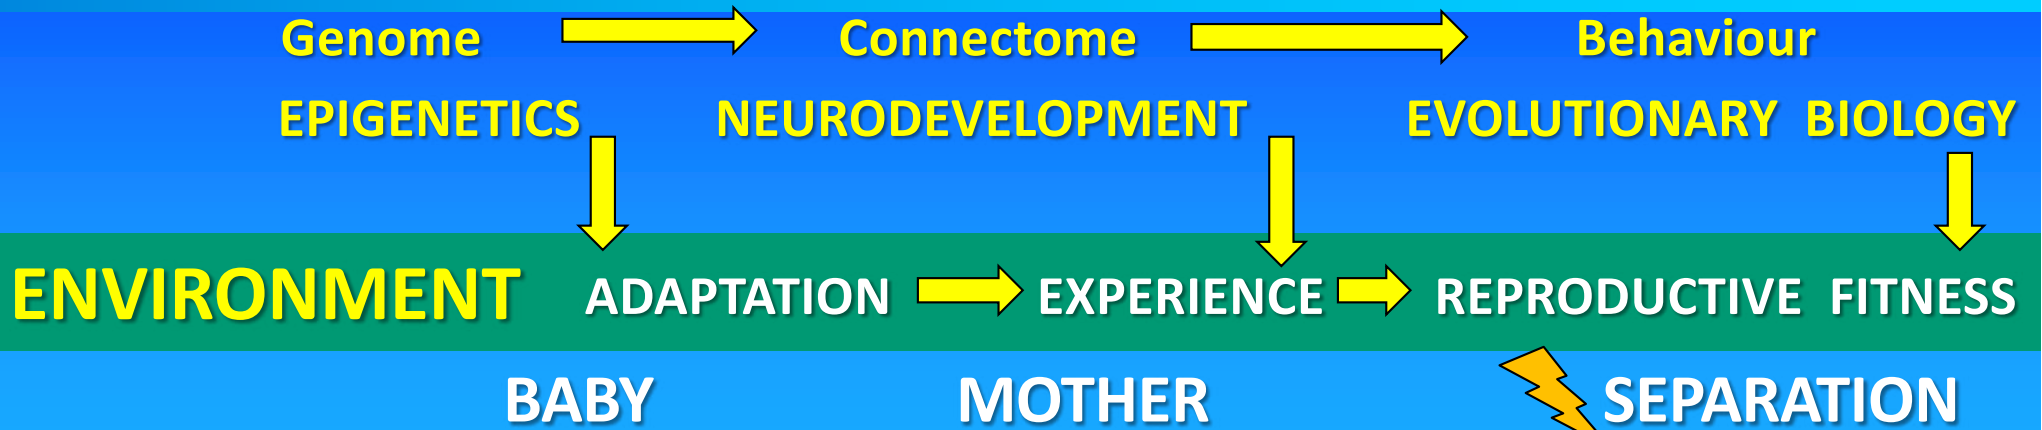 Genome Connectome Behaviour
EPIGENETICS NEURODEVELOPMENT EVOLUTIONARY BIOLOGY
ENVIRONMENT ADAPTATION EXPERIENCE REPRODUCTIVE FITNESS
BABY MOTHER SEPARATION